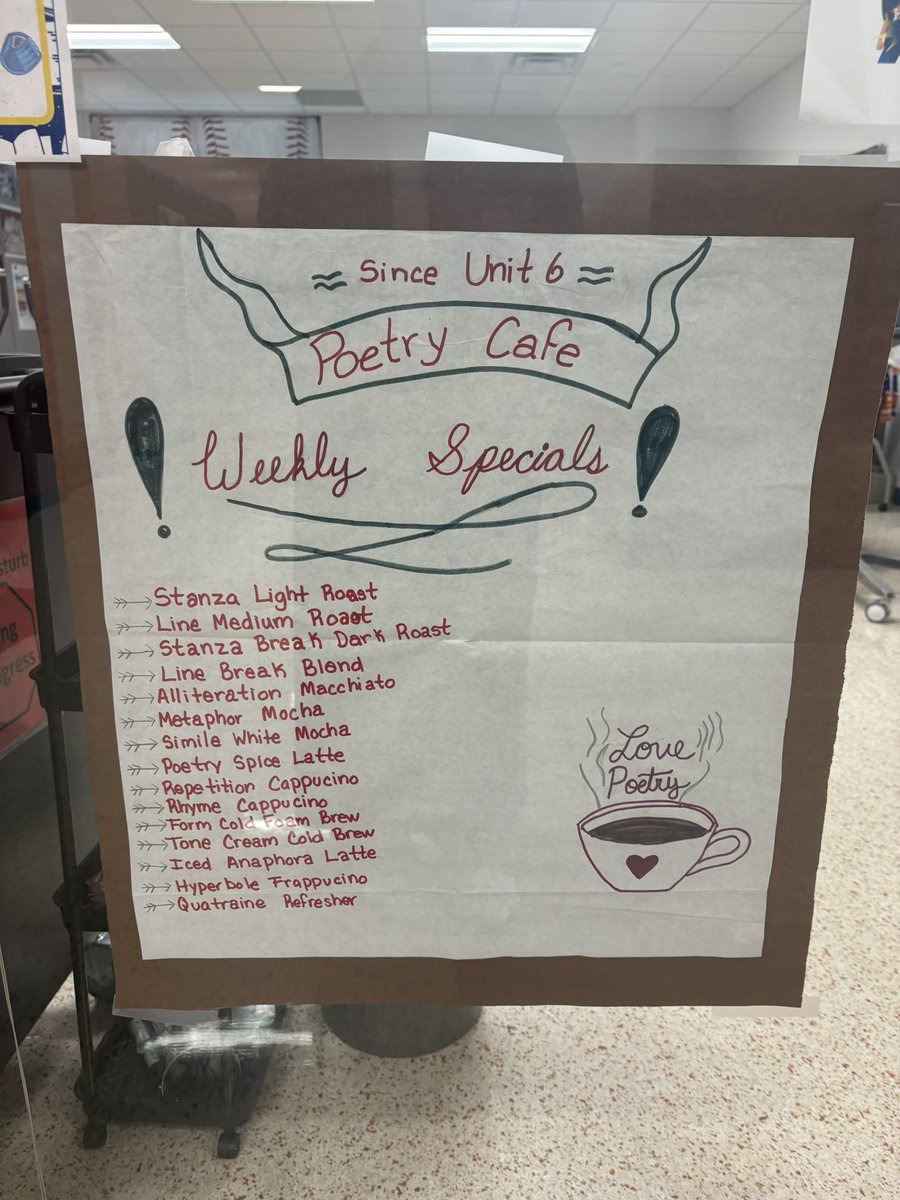 Since Unit 6
Poetry Cafe
Weekly Specials
Stanza Light Roast
Line Medium Roast
Stanza Break Dark Roast
Line Break Blend
Alliteration Macchiato
Metaphor Mocha
Simile White Mocha
Poetry Spice Latte
Repetition Cappucino
Rhyme Cappucino
Form Cold Foam Brew
Tone Cream Cold Brew
Iced Anaphora Latte
Hyperbole Frappucino
Quatraine Refresher
Love
Poetry